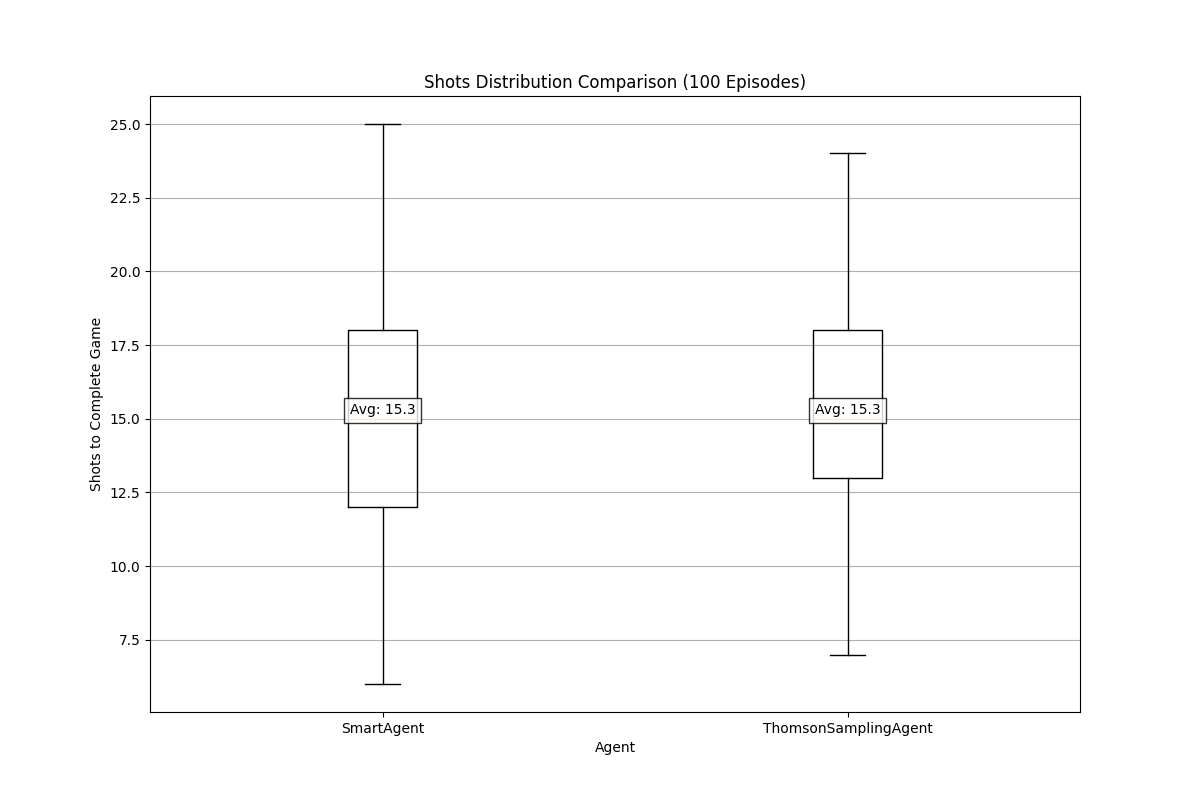 Shots Distribution Comparison (100 Episodes)
Shots to Complete Game
25.0
22.5
20.0
17.5
15.0
12.5
10.0
7.5
Avg: 15.3
Avg: 15.3
SmartAgent
ThomsonSamplingAgent
Agent